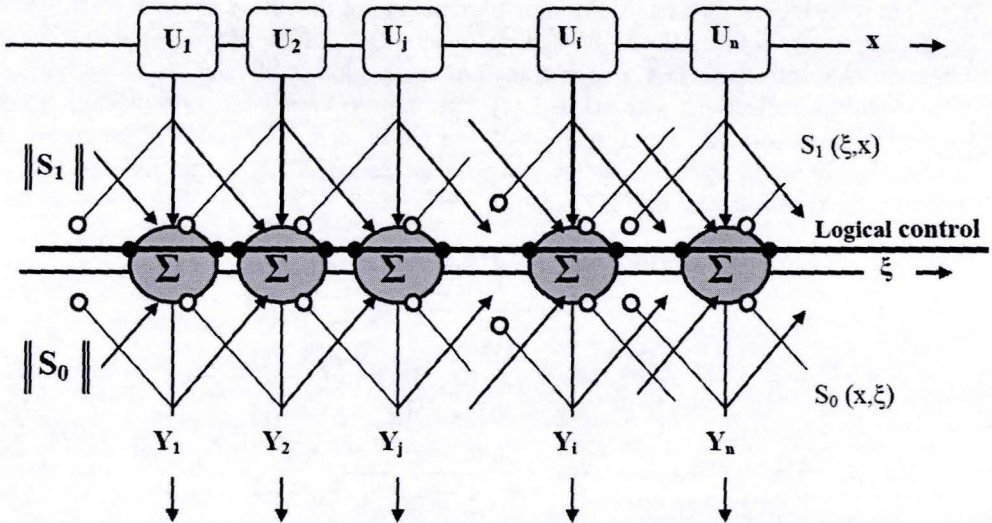 U1 U2 Uj Ui Un x
‖S1‖ S1 (ξ,x)
Logical control
Σ Σ Σ Σ Σ ξ
‖S0‖ S0 (x,ξ)
Y1 Y2 Yj Yi Yn